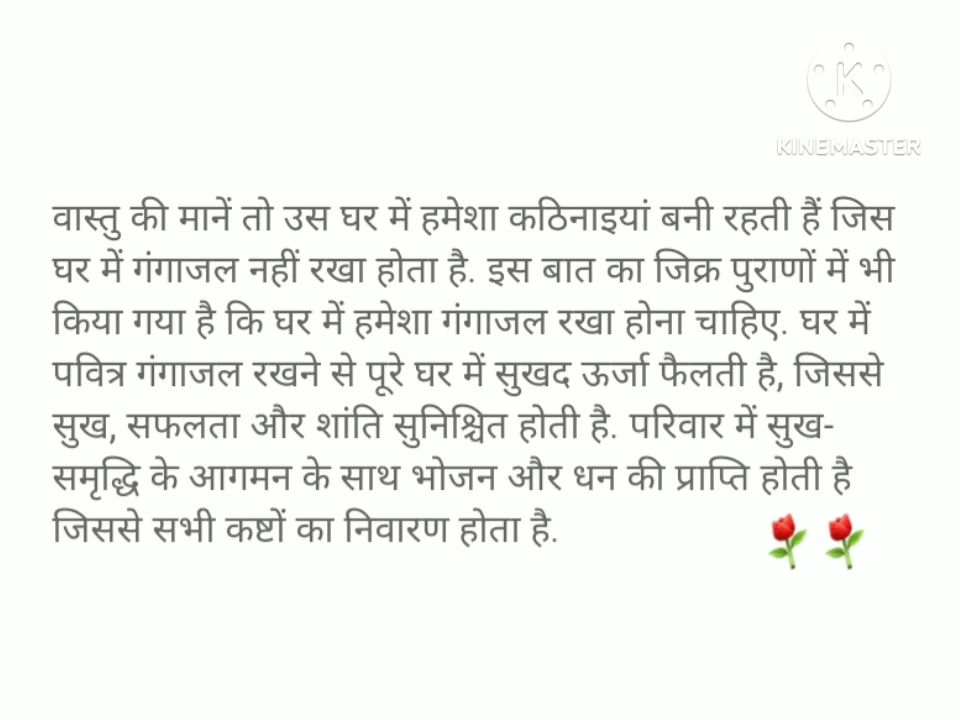 KINEMASTER
वास्तु की मानें तो उस घर में हमेशा कठिनाइयां बनी रहती हैं जिस
घर में गंगाजल नहीं रखा होता है. इस बात का जिक्र पुराणों में भी
किया गया है कि घर में हमेशा गंगाजल रखा होना चाहिए. घर में
पवित्र गंगाजल रखने से पूरे घर में सुखद ऊर्जा फैलती है, जिससे
सुख, सफलता और शांति सुनिश्चित होती है. परिवार में सुख-
समृद्धि के आगमन के साथ भोजन और धन की प्राप्ति होती है
जिससे सभी कष्टों का निवारण होता है.